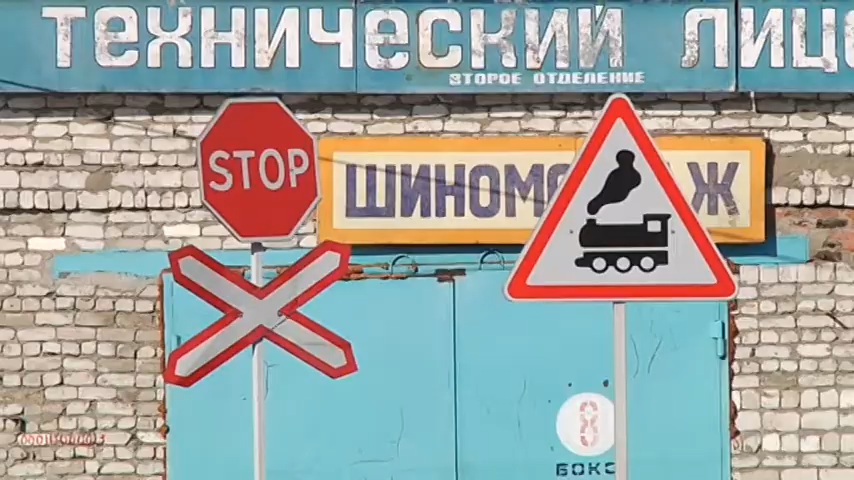 ТЕХНИЧЕСКИЙ ЛИЦ
ВТОРОЕ ОТДЕЛЕНИЕ
STOP
ШИНОМ Ж
8
БОКС